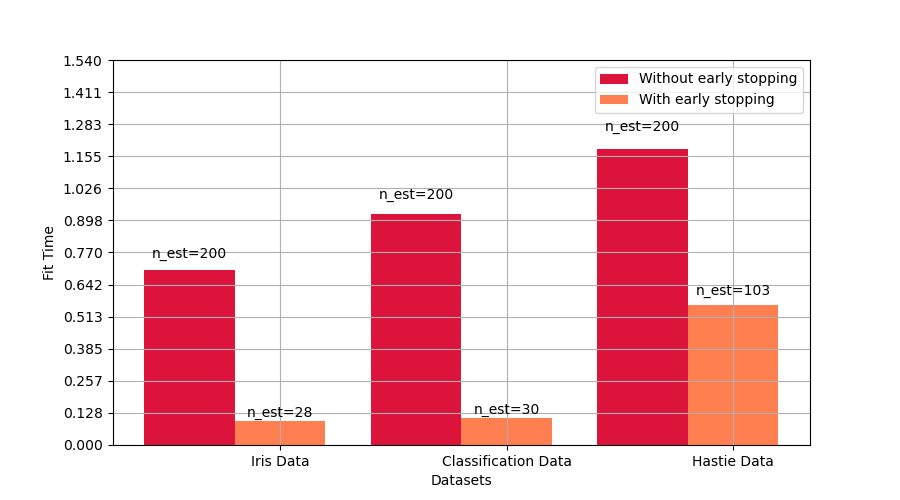 1.540
1.411
1.283
1.155
1.026
0.898
0.770
0.642
0.513
0.385
0.257
0.128
0.000
Fit Time
Without early stopping
With early stopping
n_est=200
n_est=200
n_est=200
n_est=28
n_est=30
n_est=103
Iris Data
Classification Data
Hastie Data
Datasets